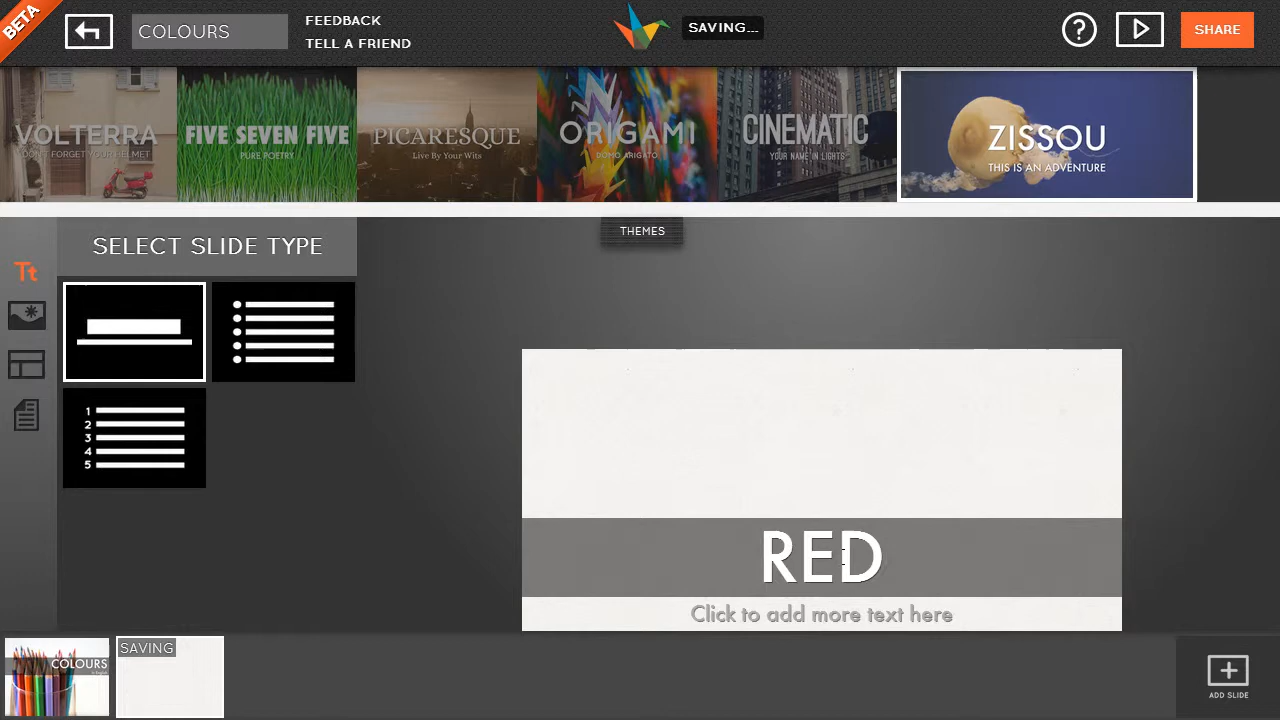 BETA
COLOURS
FEEDBACK
TELL A FRIEND
SAVING...
?
SHARE
VOLTERRA
DON'T FORGET YOUR HELMET
FIVE SEVEN FIVE
PURE POETRY
PICARESQUE
Live By Your Wits
ORIGAMI
DOMO ARIGATO
CINEMATIC
YOUR NAME IN LIGHTS
ZISSOU
THIS IS AN ADVENTURE
THEMES
SELECT SLIDE TYPE
Tt
1
2
3
4
5
RED
Click to add more text here
COLOURS
SAVING
ADD SLIDE